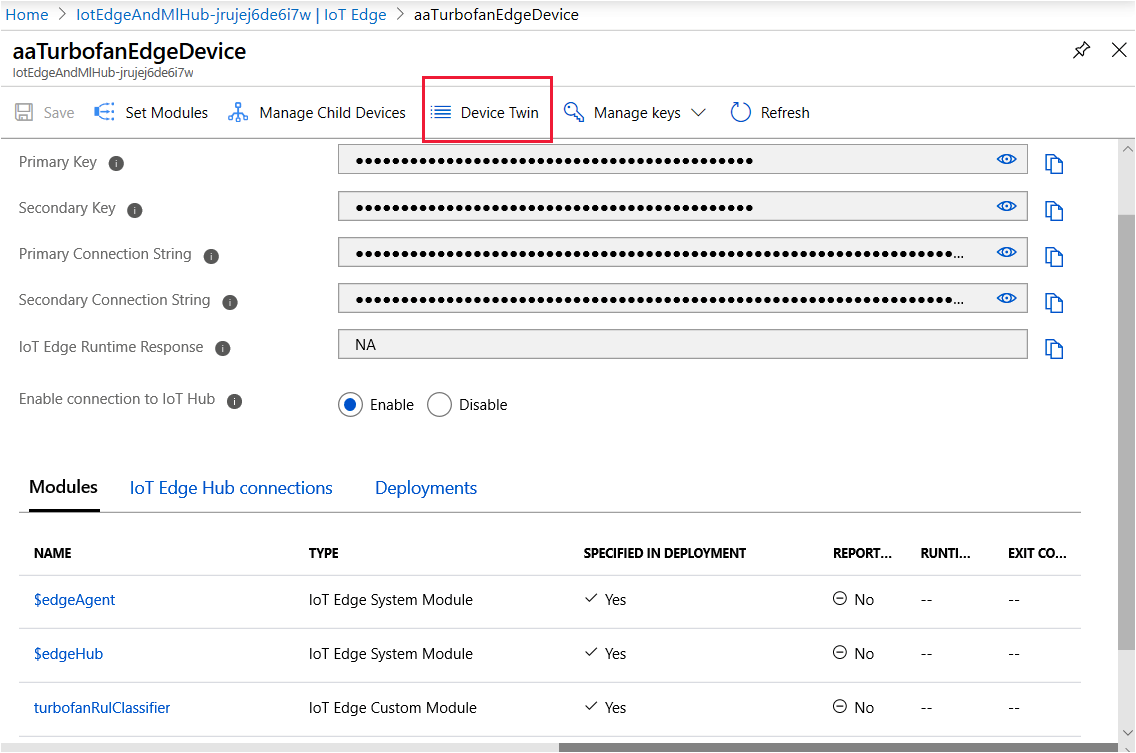 Home > IotEdgeAndMlHub-jrujej6de6i7w | IoT Edge > aaTurbofanEdgeDevice
aaTurbofanEdgeDevice
IotEdgeAndMlHub-jrujej6de6i7w
Save Set Modules Manage Child Devices Device Twin Manage keys Refresh
Primary Key
Secondary Key
Primary Connection String ...
Secondary Connection String ...
IoT Edge Runtime Response NA
Enable connection to IoT Hub Enable Disable
Modules IoT Edge Hub connections Deployments
NAME TYPE SPECIFIED IN DEPLOYMENT REPORT... RUNTI... EXIT CO...
$edgeAgent IoT Edge System Module Yes No -- --
$edgeHub IoT Edge System Module Yes No -- --
turbofanRulClassifier IoT Edge Custom Module Yes No -- --